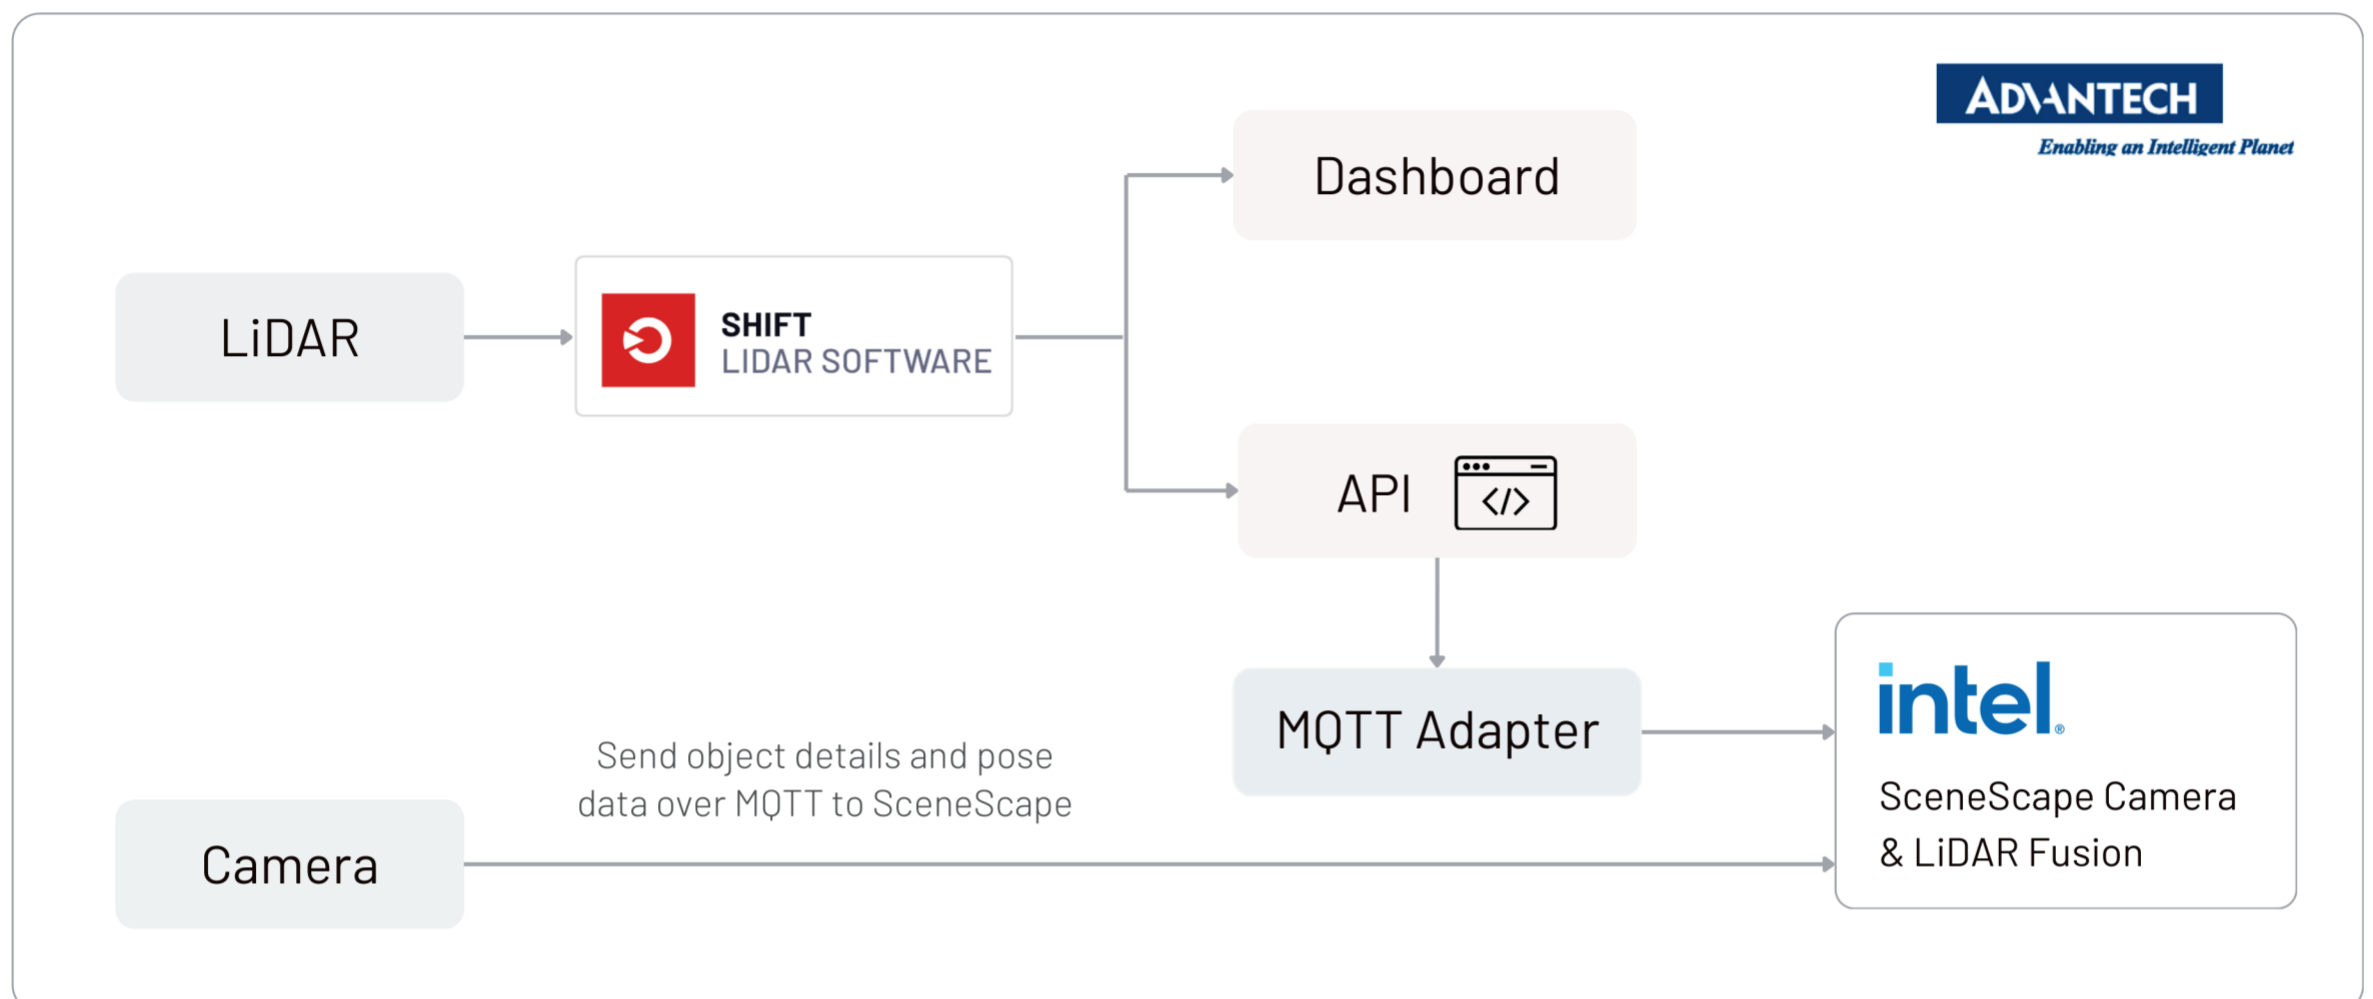 ADVANTECH
Enabling an Intelligent Planet
Dashboard
LiDAR
SHIFT
LIDAR SOFTWARE
API
</>
MQTT Adapter
intel®
SceneScape Camera
& LiDAR Fusion
Send object details and pose
data over MQTT to SceneScape
Camera